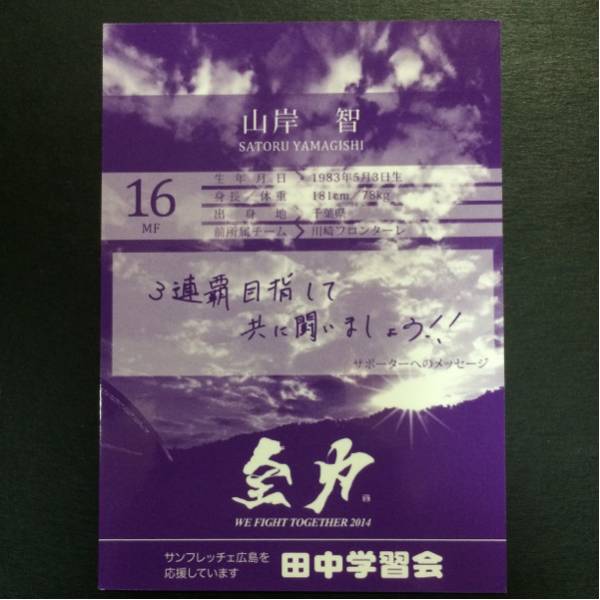 山岸 智
SATORU YAMAGISHI
16
MF
生年月日 1983年5月3日生
身長／体重 181cm／78kg
出身地 千葉県
前所属チーム 川崎フロンターレ
3連覇目指して
共に闘いましょう!!
サポーターへのメッセージ
全力
WE FIGHT TOGETHER 2014
サンフレッチェ広島を
応援しています
田中学習会